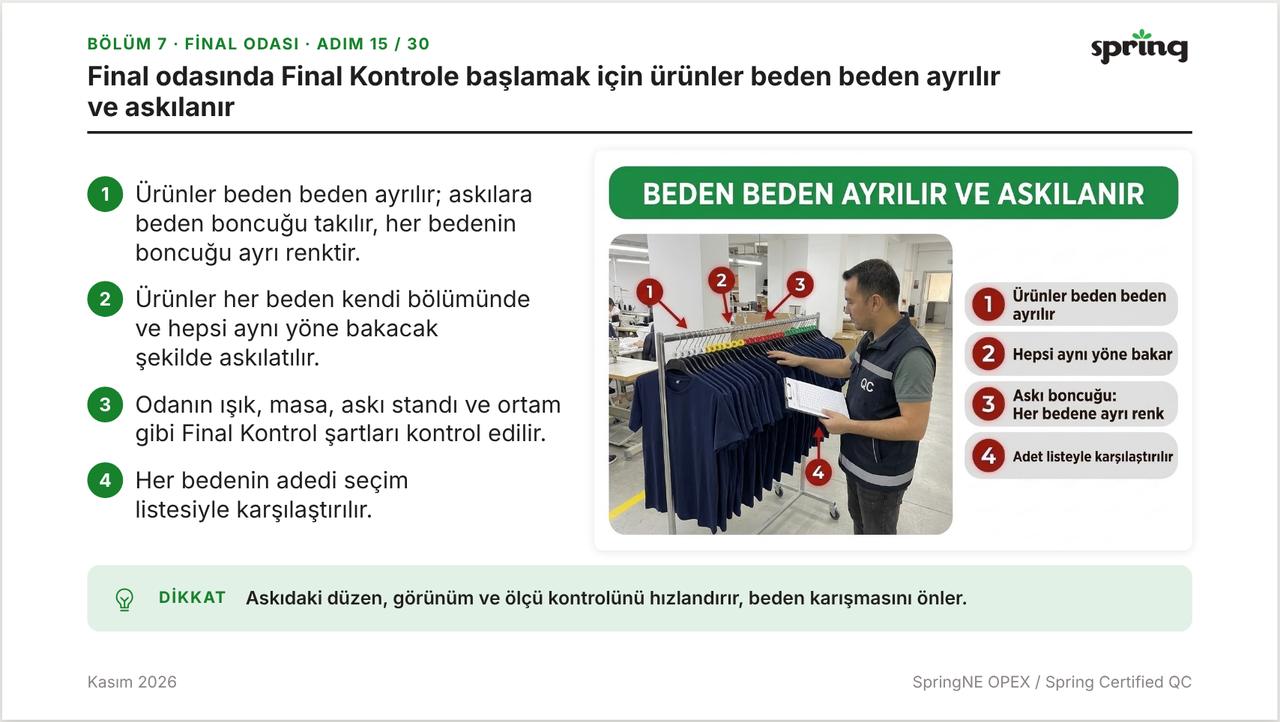 BÖLÜM 7 · FİNAL ODASI · ADIM 15 / 30
spring
Final odasında Final Kontrole başlamak için ürünler beden beden ayrılır
ve askılanır
1 Ürünler beden beden ayrılır; askılara
beden boncuğu takılır, her bedenin
boncuğu ayrı renktir.
2 Ürünler her beden kendi bölümünde
ve hepsi aynı yöne bakacak
şekilde askılatılır.
3 Odanın ışık, masa, askı standı ve ortam
gibi Final Kontrol şartları kontrol edilir.
4 Her bedenin adedi seçim
listesiyle karşılaştırılır.
BEDEN BEDEN AYRILIR VE ASKILANIR
1
2
3
QC
4
1 Ürünler beden beden
ayrılır
2 Hepsi aynı yöne bakar
3 Askı boncuğu:
Her bedene ayrı renk
4 Adet listeyle karşılaştırılır
DİKKAT Askıdaki düzen, görünüm ve ölçü kontrolünü hızlandırır, beden karışmasını önler.
Kasım 2026
SpringNE OPEX / Spring Certified QC